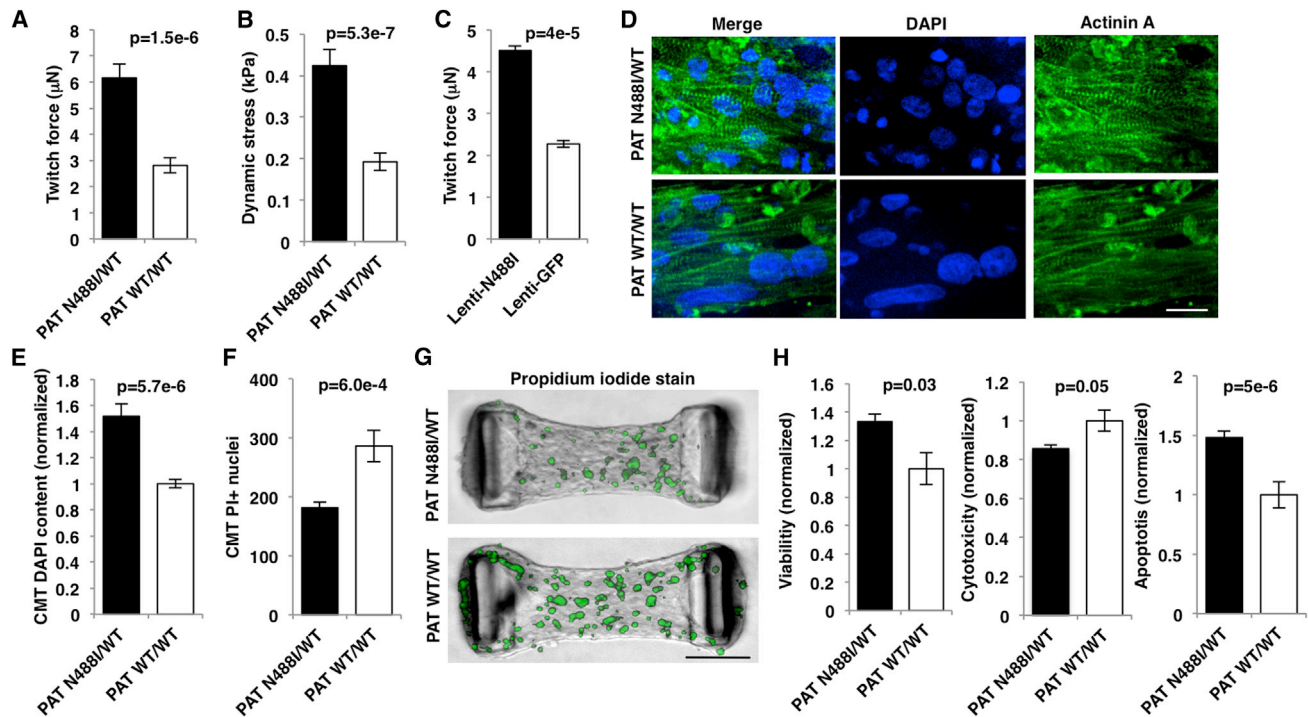 A
p=1.5e-6
Twitch force (μN)
8
7
6
5
4
3
2
1
0
PAT N488I/WT
PAT WT/WT
B
p=5.3e-7
Dynamic stress (kPa)
0.5
0.4
0.3
0.2
0.1
0
PAT N488I/WT
PAT WT/WT
C
p=4e-5
Twitch force (μN)
5
4
3
2
1
0
Lenti-N488I
Lenti-GFP
D
Merge
DAPI
Actinin A
PAT N488I/WT
PAT WT/WT
E
p=5.7e-6
CMT DAPI content (normalized)
1.8
1.6
1.4
1.2
1
0.8
0.6
0.4
0.2
0
PAT N488I/WT
PAT WT/WT
F
p=6.0e-4
CMT PI+ nuclei
400
300
200
100
0
PAT N488I/WT
PAT WT/WT
G
Propidium iodide stain
PAT N488I/WT
PAT WT/WT
H
p=0.03
Viabilitiy (normalized)
1.6
1.4
1.2
1
0.8
0.6
0.4
0.2
0
PAT N488I/WT
PAT WT/WT
p=0.05
Cytotoxicity (normalized)
1.2
1
0.8
0.6
0.4
0.2
0
PAT N488I/WT
PAT WT/WT
p=5e-6
Apoptotis (normalized)
2
1.5
1
0.5
0
PAT N488I/WT
PAT WT/WT